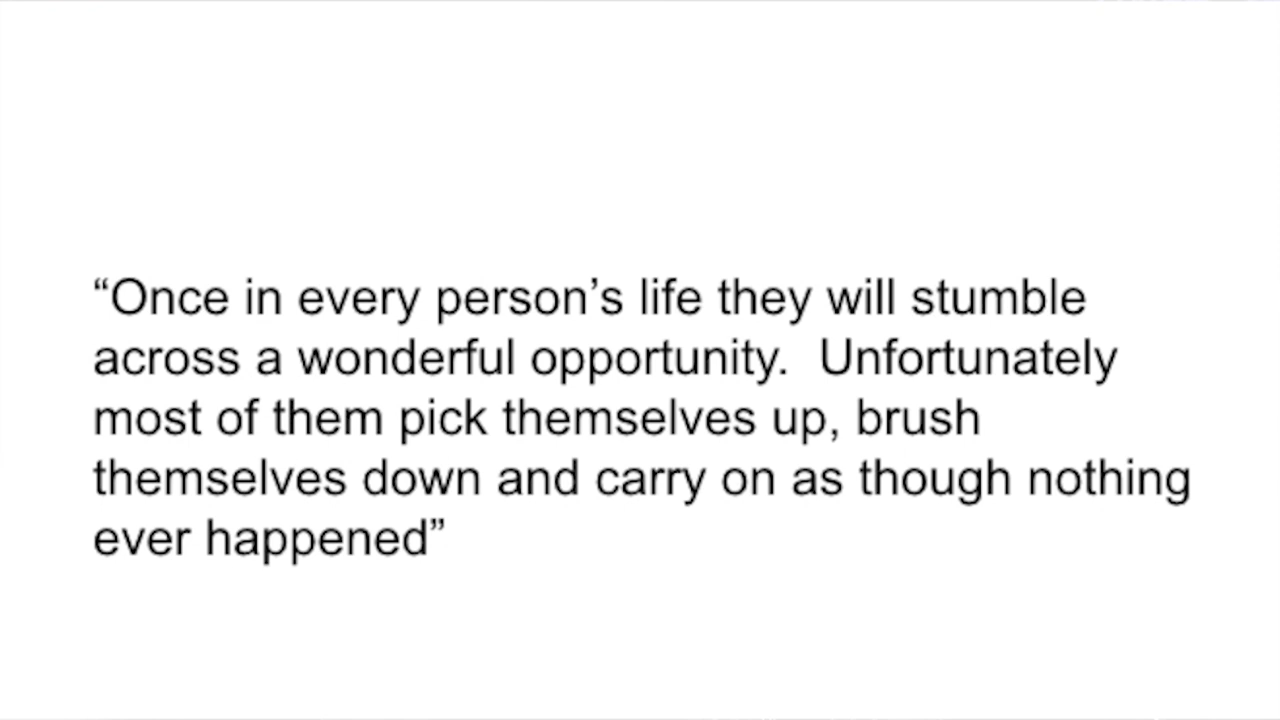 “Once in every person’s life they will stumble
across a wonderful opportunity.  Unfortunately
most of them pick themselves up, brush
themselves down and carry on as though nothing
ever happened”